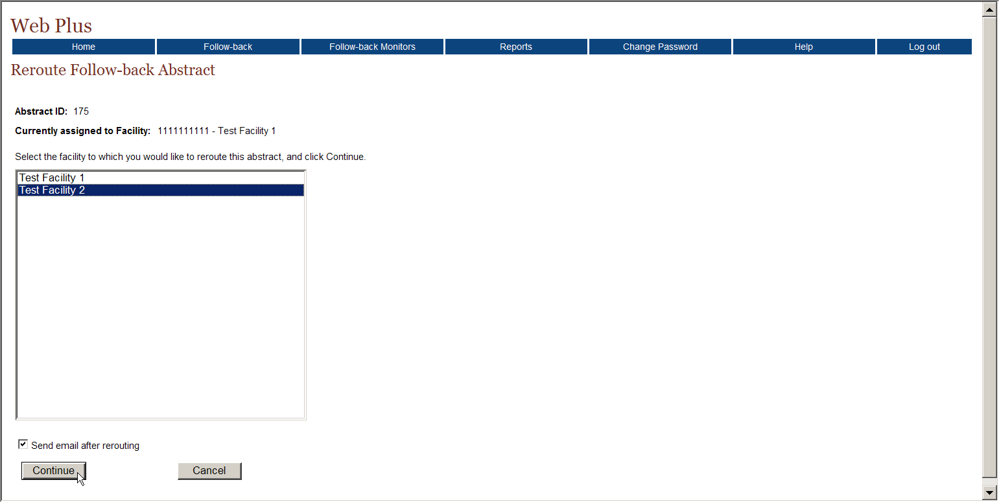 Web Plus
Home Follow-back Follow-back Monitors Reports Change Password Help Log out
Reroute Follow-back Abstract
Abstract ID: 175
Currently assigned to Facility: 1111111111 - Test Facility 1
Select the facility to which you would like to reroute this abstract, and click Continue.
Test Facility 1
Test Facility 2
Send email after rerouting
Continue Cancel